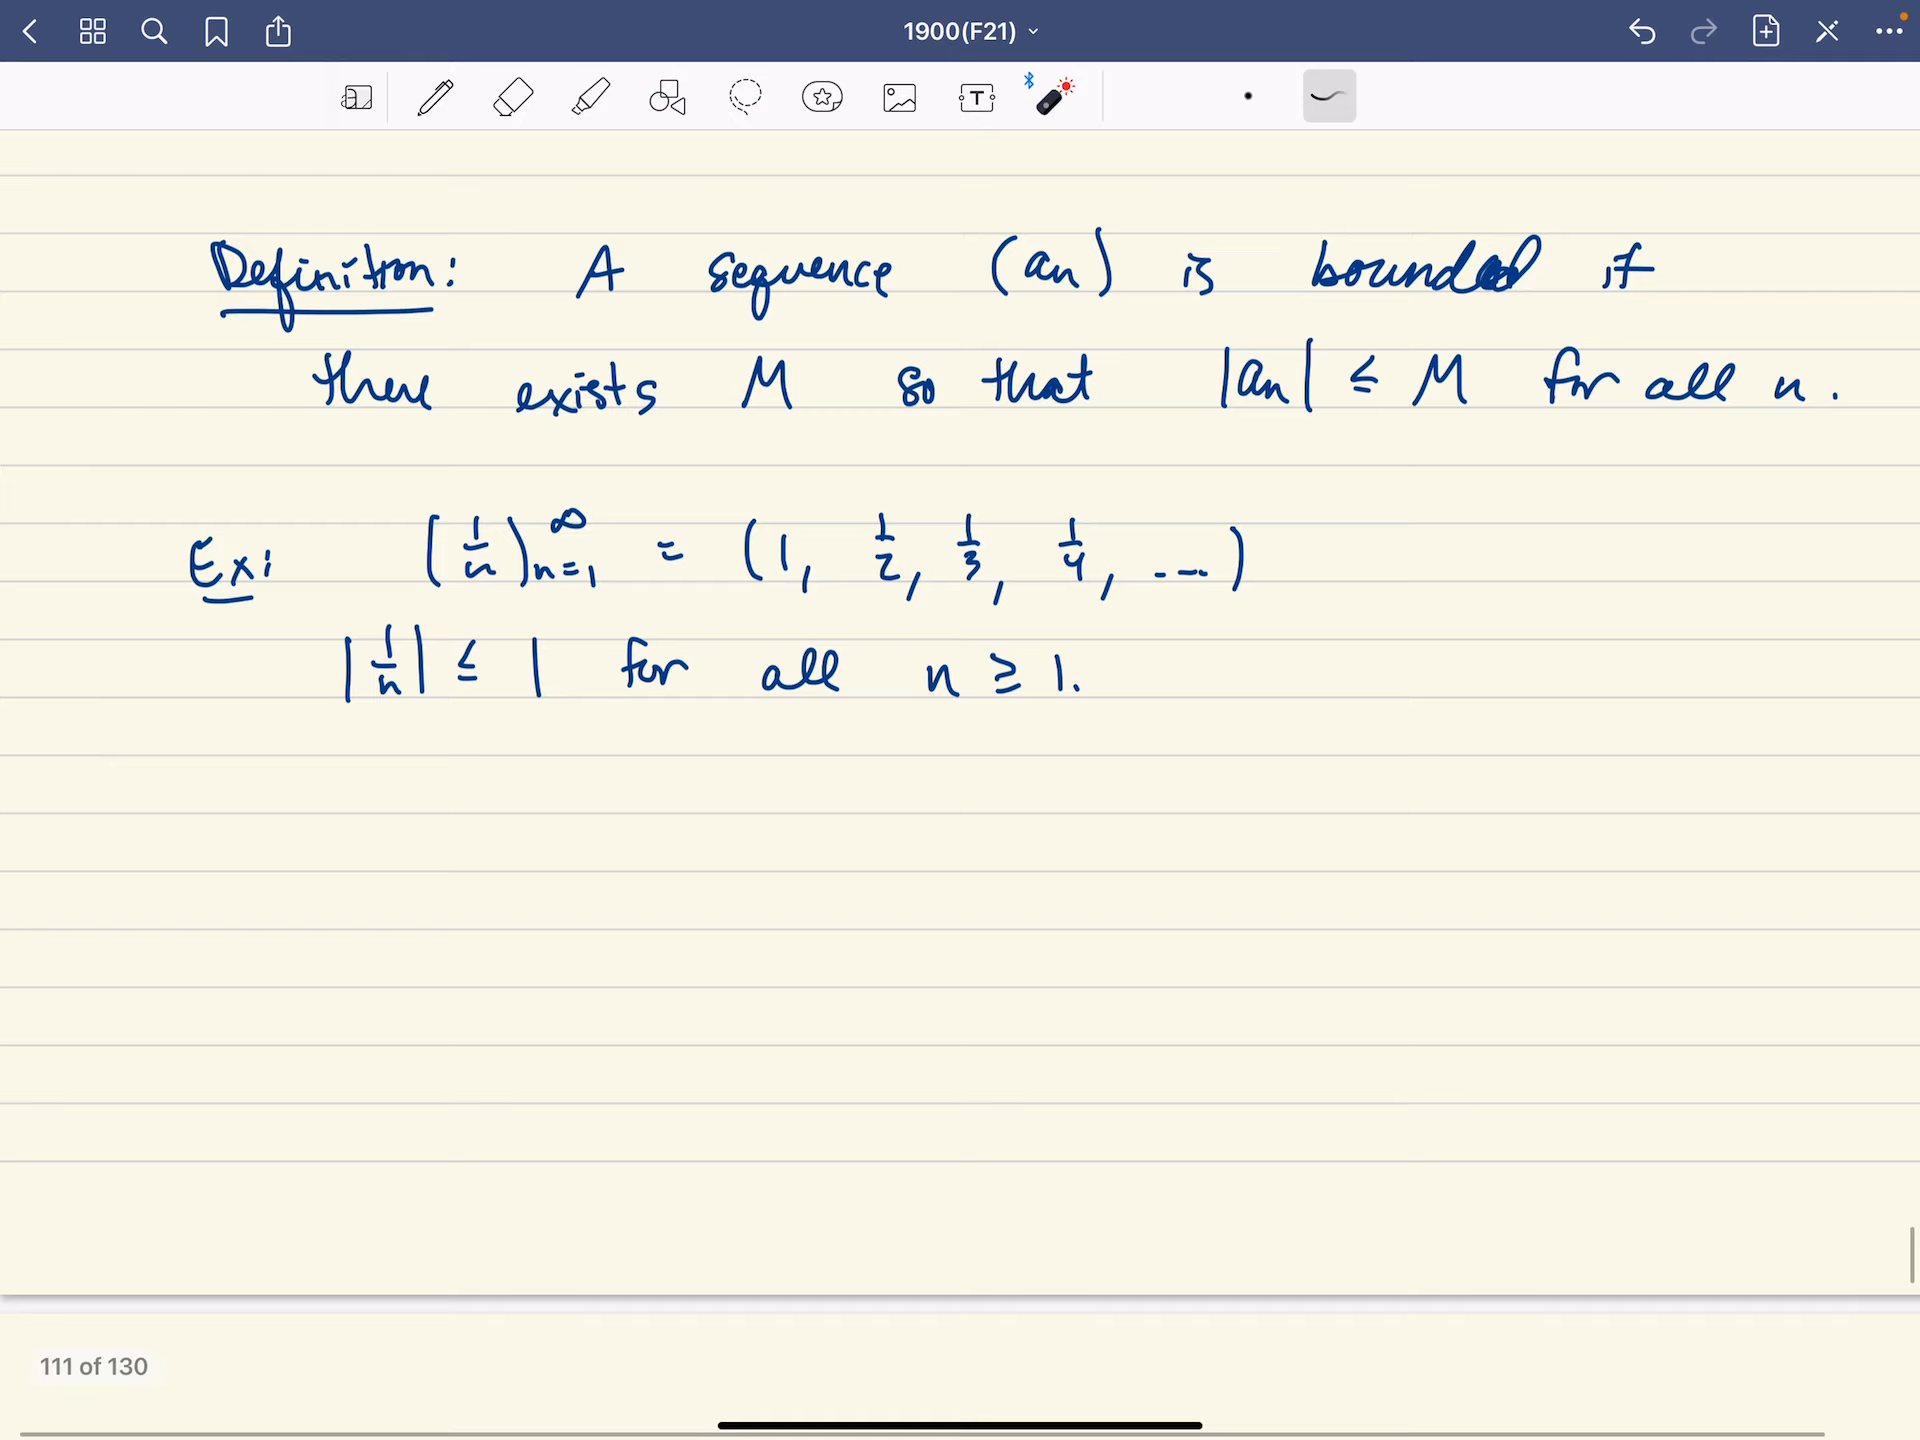 1900(F21)
Definition: A sequence (an) is bounded if
there exists M so that |an| ≤ M for all n.
Ex: (1/n)_{n=1}^∞ = (1, 1/2, 1/3, 1/4, ...)
|1/n| ≤ 1 for all n ≥ 1.
111 of 130